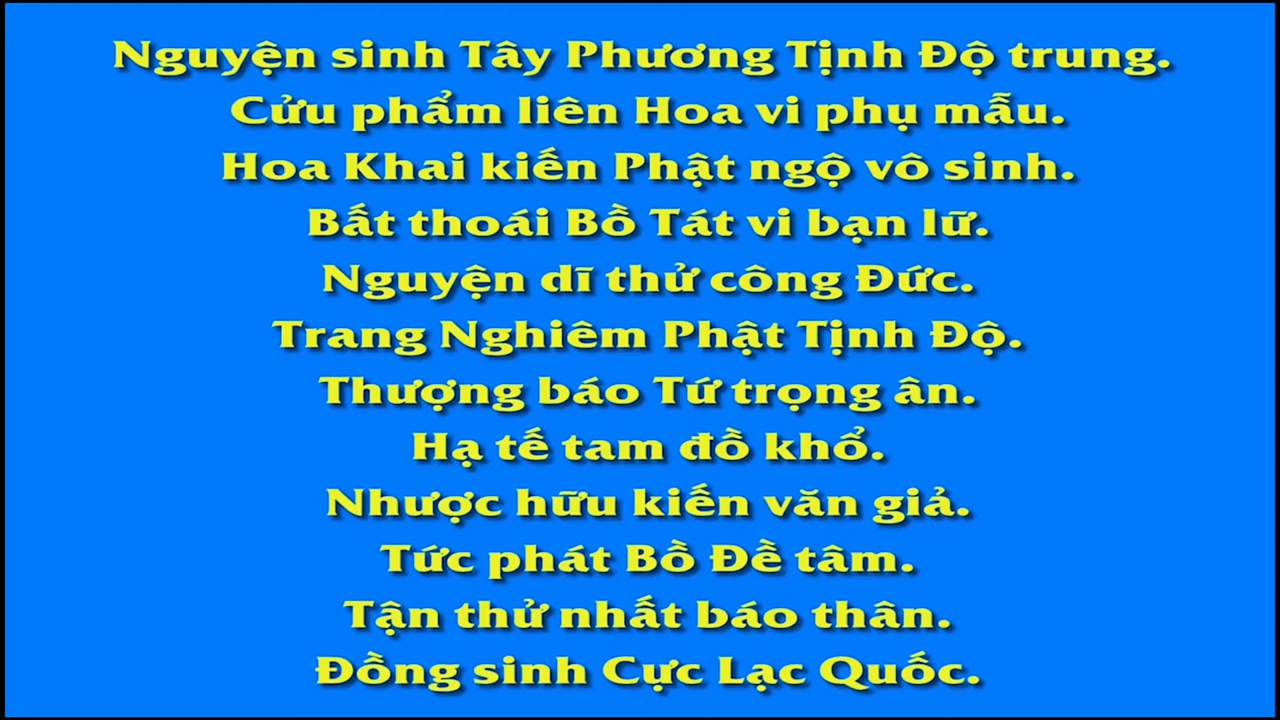 Nguyện sinh Tây Phương Tịnh Độ trung.
Cửu phẩm liên Hoa vi phụ mẫu.
Hoa Khai kiến Phật ngộ vô sinh.
Bất thoái Bồ Tát vi bạn lữ.
Nguyện dĩ thử công Đức.
Trang Nghiêm Phật Tịnh Độ.
Thượng báo Tứ trọng ân.
Hạ tế tam đồ khổ.
Nhược hữu kiến văn giả.
Tức phát Bồ Đề tâm.
Tận thử nhất báo thân.
Đồng sinh Cực Lạc Quốc.